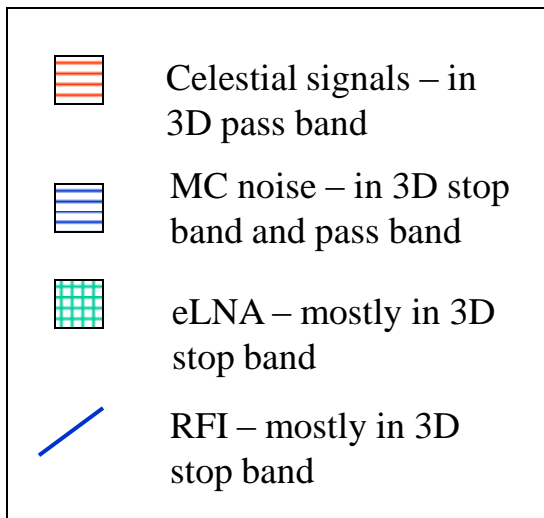 Celestial signals – in
3D pass band
MC noise – in 3D stop
band and pass band
eLNA – mostly in 3D
stop band
RFI – mostly in 3D
stop band